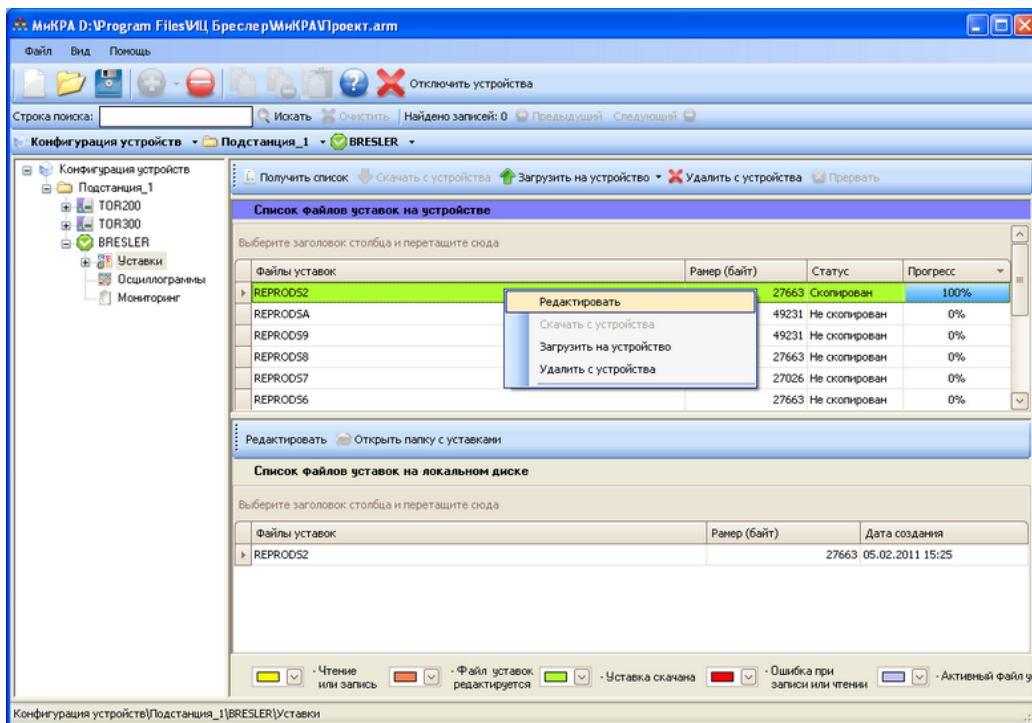 МиКРА D:\Program Files\ИЦ Бреслер\МиКРА\Проект.arm
Файл Вид Помощь
Отключить устройства
Строка поиска: Искать Очистить Найдено записей: 0 Предыдущий Следующий
Конфигурация устройств Подстанция_1 BRESLER
Конфигурация устройств
Подстанция_1
TOR200
TOR300
BRESLER
Уставки
Осциллограммы
Мониторинг
Получить список Скачать с устройства Загрузить на устройство Удалить с устройства Прервать
Список файлов уставок на устройстве
Выберите заголовок столбца и перетащите сюда
Файлы уставок Рамер (байт) Статус Прогресс
REPRODS2 27663 Скопирован 100%
REPRODSA 49231 Не скопирован 0%
REPRODS9 49231 Не скопирован 0%
REPRODS8 27663 Не скопирован 0%
REPRODS7 27026 Не скопирован 0%
REPRODS6 27663 Не скопирован 0%
Редактировать
Скачать с устройства
Загрузить на устройство
Удалить с устройства
Редактировать Открыть папку с уставками
Список файлов уставок на локальном диске
Выберите заголовок столбца и перетащите сюда
Файлы уставок Рамер (байт) Дата создания
REPRODS2 27663 05.02.2011 15:25
- Чтение или запись
- Файл уставок редактируется
- Уставка скачана
- Ошибка при записи или чтении
- Активный файл у
Конфигурация устройств\Подстанция_1\BRESLER\Уставки